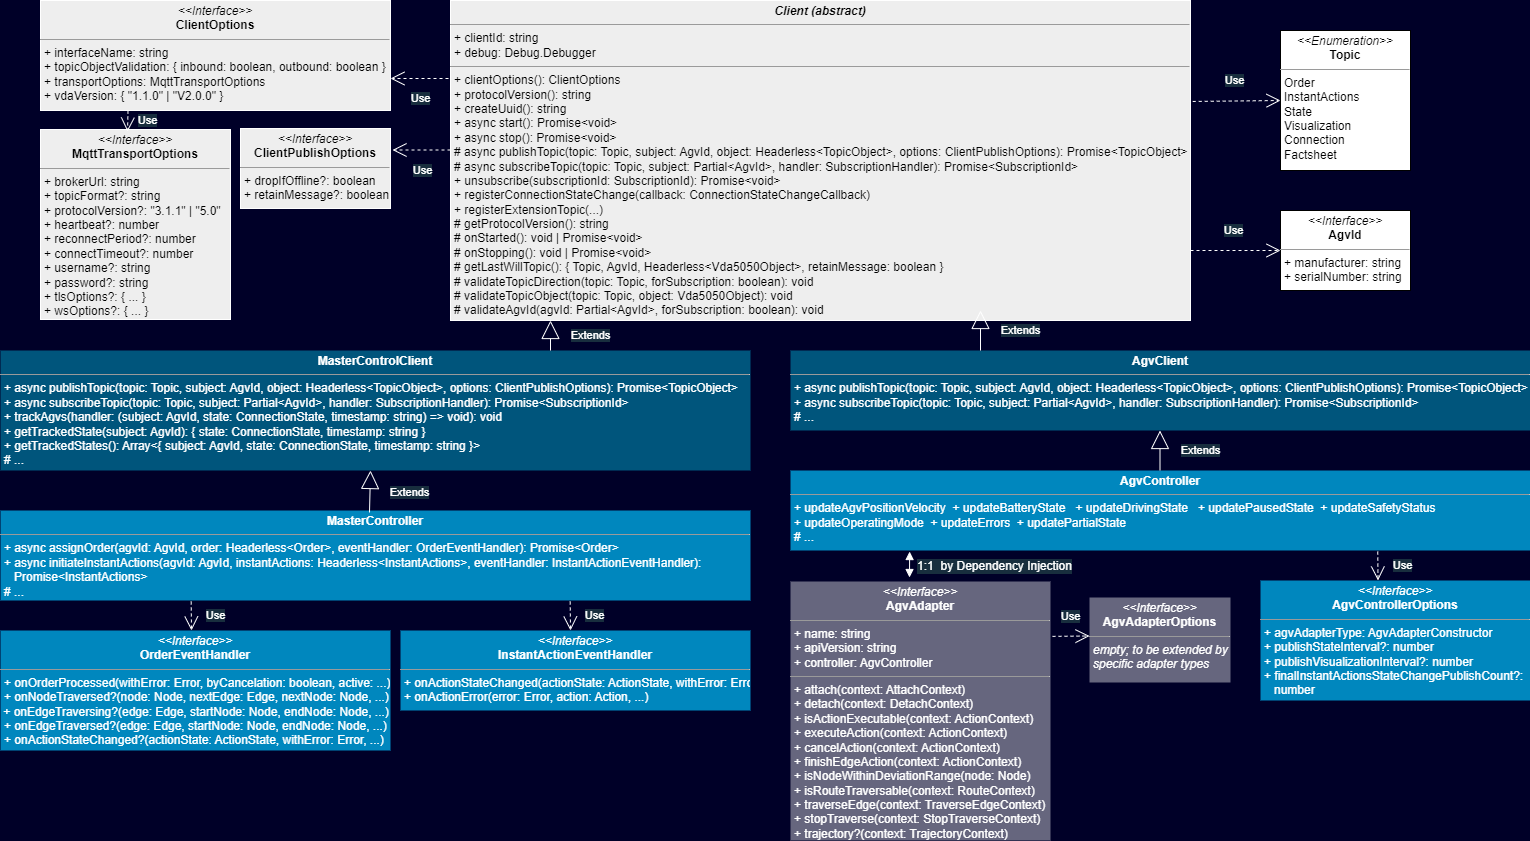 <<Interface>>
ClientOptions
+ interfaceName: string
+ topicObjectValidation: { inbound: boolean, outbound: boolean }
+ transportOptions: MqttTransportOptions
+ vdaVersion: { "1.1.0" | "V2.0.0" }
Use
<<Interface>>
MqttTransportOptions
+ brokerUrl: string
+ topicFormat?: string
+ protocolVersion?: "3.1.1" | "5.0"
+ heartbeat?: number
+ reconnectPeriod?: number
+ connectTimeout?: number
+ username?: string
+ password?: string
+ tlsOptions?: { ... }
+ wsOptions?: { ... }
<<Interface>>
ClientPublishOptions
+ dropIfOffline?: boolean
+ retainMessage?: boolean
Use
Use
Client (abstract)
+ clientId: string
+ debug: Debug.Debugger
+ clientOptions(): ClientOptions
+ protocolVersion(): string
+ createUuid(): string
+ async start(): Promise<void>
+ async stop(): Promise<void>
# async publishTopic(topic: Topic, subject: AgvId, object: Headerless<TopicObject>, options: ClientPublishOptions): Promise<TopicObject>
# async subscribeTopic(topic: Topic, subject: Partial<AgvId>, handler: SubscriptionHandler): Promise<SubscriptionId>
+ unsubscribe(subscriptionId: SubscriptionId): Promise<void>
+ registerConnectionStateChange(callback: ConnectionStateChangeCallback)
+ registerExtensionTopic(...)
# getProtocolVersion(): string
# onStarted(): void | Promise<void>
# onStopping(): void | Promise<void>
# getLastWillTopic(): { Topic, AgvId, Headerless<Vda5050Object>, retainMessage: boolean }
# validateTopicDirection(topic: Topic, forSubscription: boolean): void
# validateTopicObject(topic: Topic, object: Vda5050Object): void
# validateAgvId(agvId: Partial<AgvId>, forSubscription: boolean): void
Use
<<Enumeration>>
Topic
Order
InstantActions
State
Visualization
Connection
Factsheet
Use
<<Interface>>
AgvId
+ manufacturer: string
+ serialNumber: string
Extends
Extends
MasterControlClient
+ async publishTopic(topic: Topic, subject: AgvId, object: Headerless<TopicObject>, options: ClientPublishOptions): Promise<TopicObject>
+ async subscribeTopic(topic: Topic, subject: Partial<AgvId>, handler: SubscriptionHandler): Promise<SubscriptionId>
+ trackAgvs(handler: (subject: AgvId, state: ConnectionState, timestamp: string) => void): void
+ getTrackedState(subject: AgvId): { state: ConnectionState, timestamp: string }
+ getTrackedStates(): Array<{ subject: AgvId, state: ConnectionState, timestamp: string }>
# ...
Extends
MasterController
+ async assignOrder(agvId: AgvId, order: Headerless<Order>, eventHandler: OrderEventHandler): Promise<Order>
+ async initiateInstantActions(agvId: AgvId, instantActions: Headerless<InstantActions>, eventHandler: InstantActionEventHandler):
Promise<InstantActions>
# ...
Use
Use
<<Interface>>
OrderEventHandler
+ onOrderProcessed(withError: Error, byCancelation: boolean, active: ...)
+ onNodeTraversed?(node: Node, nextEdge: Edge, nextNode: Node, ...)
+ onEdgeTraversing?(edge: Edge, startNode: Node, endNode: Node, ...)
+ onEdgeTraversed?(edge: Edge, startNode: Node, endNode: Node, ...)
+ onActionStateChanged?(actionState: ActionState, withError: Error, ...)
<<Interface>>
InstantActionEventHandler
+ onActionStateChanged(actionState: ActionState, withError: Erro
+ onActionError(error: Error, action: Action, ...)
AgvClient
+ async publishTopic(topic: Topic, subject: AgvId, object: Headerless<TopicObject>, options: ClientPublishOptions): Promise<TopicObject>
+ async subscribeTopic(topic: Topic, subject: Partial<AgvId>, handler: SubscriptionHandler): Promise<SubscriptionId>
# ...
Extends
AgvController
+ updateAgvPositionVelocity + updateBatteryState + updateDrivingState + updatePausedState + updateSafetyStatus
+ updateOperatingMode + updateErrors + updatePartialState
# ...
1:1 by Dependency Injection
Use
<<Interface>>
AgvAdapter
+ name: string
+ apiVersion: string
+ controller: AgvController
+ attach(context: AttachContext)
+ detach(context: DetachContext)
+ isActionExecutable(context: ActionContext)
+ executeAction(context: ActionContext)
+ cancelAction(context: ActionContext)
+ finishEdgeAction(context: ActionContext)
+ isNodeWithinDeviationRange(node: Node)
+ isRouteTraversable(context: RouteContext)
+ traverseEdge(context: TraverseEdgeContext)
+ stopTraverse(context: StopTraverseContext)
+ trajectory?(context: TrajectoryContext)
Use
<<Interface>>
AgvAdapterOptions
empty; to be extended by
specific adapter types
<<Interface>>
AgvControllerOptions
+ agvAdapterType: AgvAdapterConstructor
+ publishStateInterval?: number
+ publishVisualizationInterval?: number
+ finalInstantActionsStateChangePublishCount?:
number